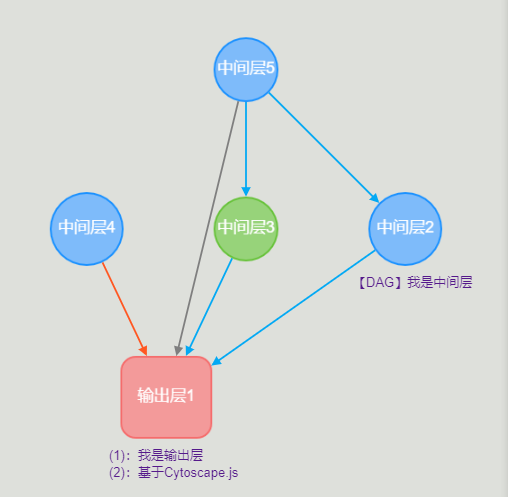 中间层5
中间层4
中间层3
中间层2
【DAG】我是中间层
输出层1
(1)：我是输出层
(2)：基于Cytoscape.js